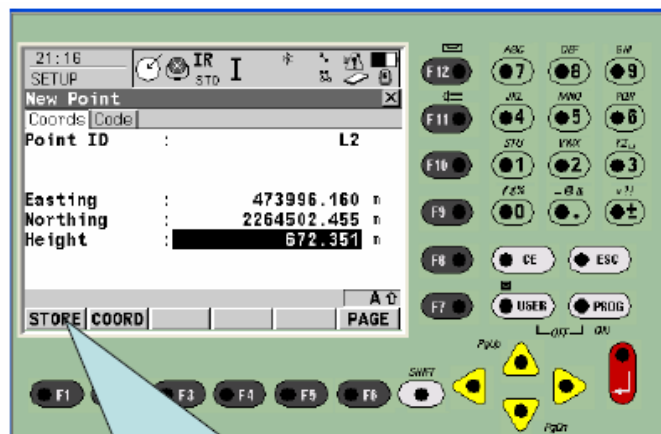 21:16
SETUP
IR
STD
I
New Point
Coords Code
Point ID : L2
Easting : 473996.160 m
Northing : 2264502.455 m
Height : 672.351 m
A
STORE COORD PAGE
F12
ABC
7
DEF
8
GHI
9
F11
JKL
4
MNO
5
PQR
6
F10
STU
1
VWX
2
YZ
3
F9
/$%
0
_@&
.
*?!
±
F8
CE
ESC
F7
USER
PROG
OFF
ON
PgUp
SHIFT
F1
F3
F4
F5
F6
PgDn